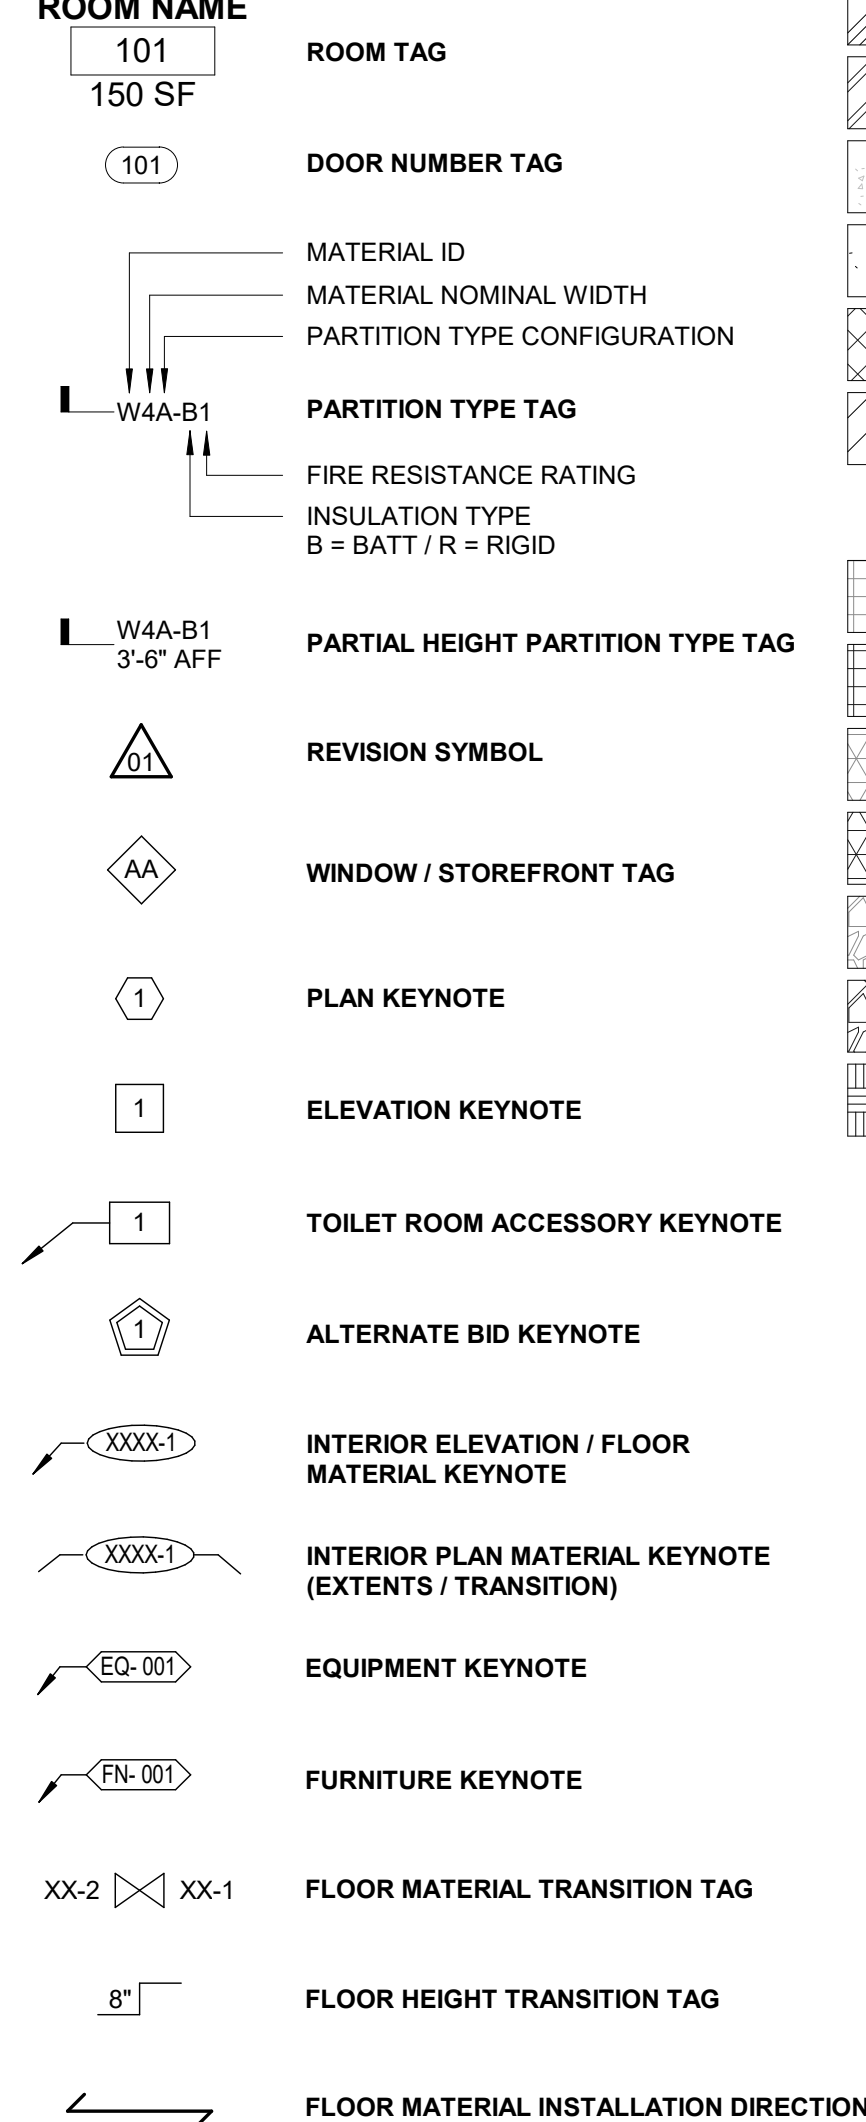 ROOM NAME
101
150 SF
ROOM TAG
101
DOOR NUMBER TAG
MATERIAL ID
MATERIAL NOMINAL WIDTH
PARTITION TYPE CONFIGURATION
W4A-B1
PARTITION TYPE TAG
FIRE RESISTANCE RATING
INSULATION TYPE
B = BATT / R = RIGID
W4A-B1
3'-6" AFF
PARTIAL HEIGHT PARTITION TYPE TAG
01
REVISION SYMBOL
AA
WINDOW / STOREFRONT TAG
1
PLAN KEYNOTE
1
ELEVATION KEYNOTE
1
TOILET ROOM ACCESSORY KEYNOTE
1
ALTERNATE BID KEYNOTE
XXXX-1
INTERIOR ELEVATION / FLOOR
MATERIAL KEYNOTE
XXXX-1
INTERIOR PLAN MATERIAL KEYNOTE
(EXTENTS / TRANSITION)
EQ- 001
EQUIPMENT KEYNOTE
FN- 001
FURNITURE KEYNOTE
XX-2 XX-1
FLOOR MATERIAL TRANSITION TAG
8"
FLOOR HEIGHT TRANSITION TAG
FLOOR MATERIAL INSTALLATION DIRECTION